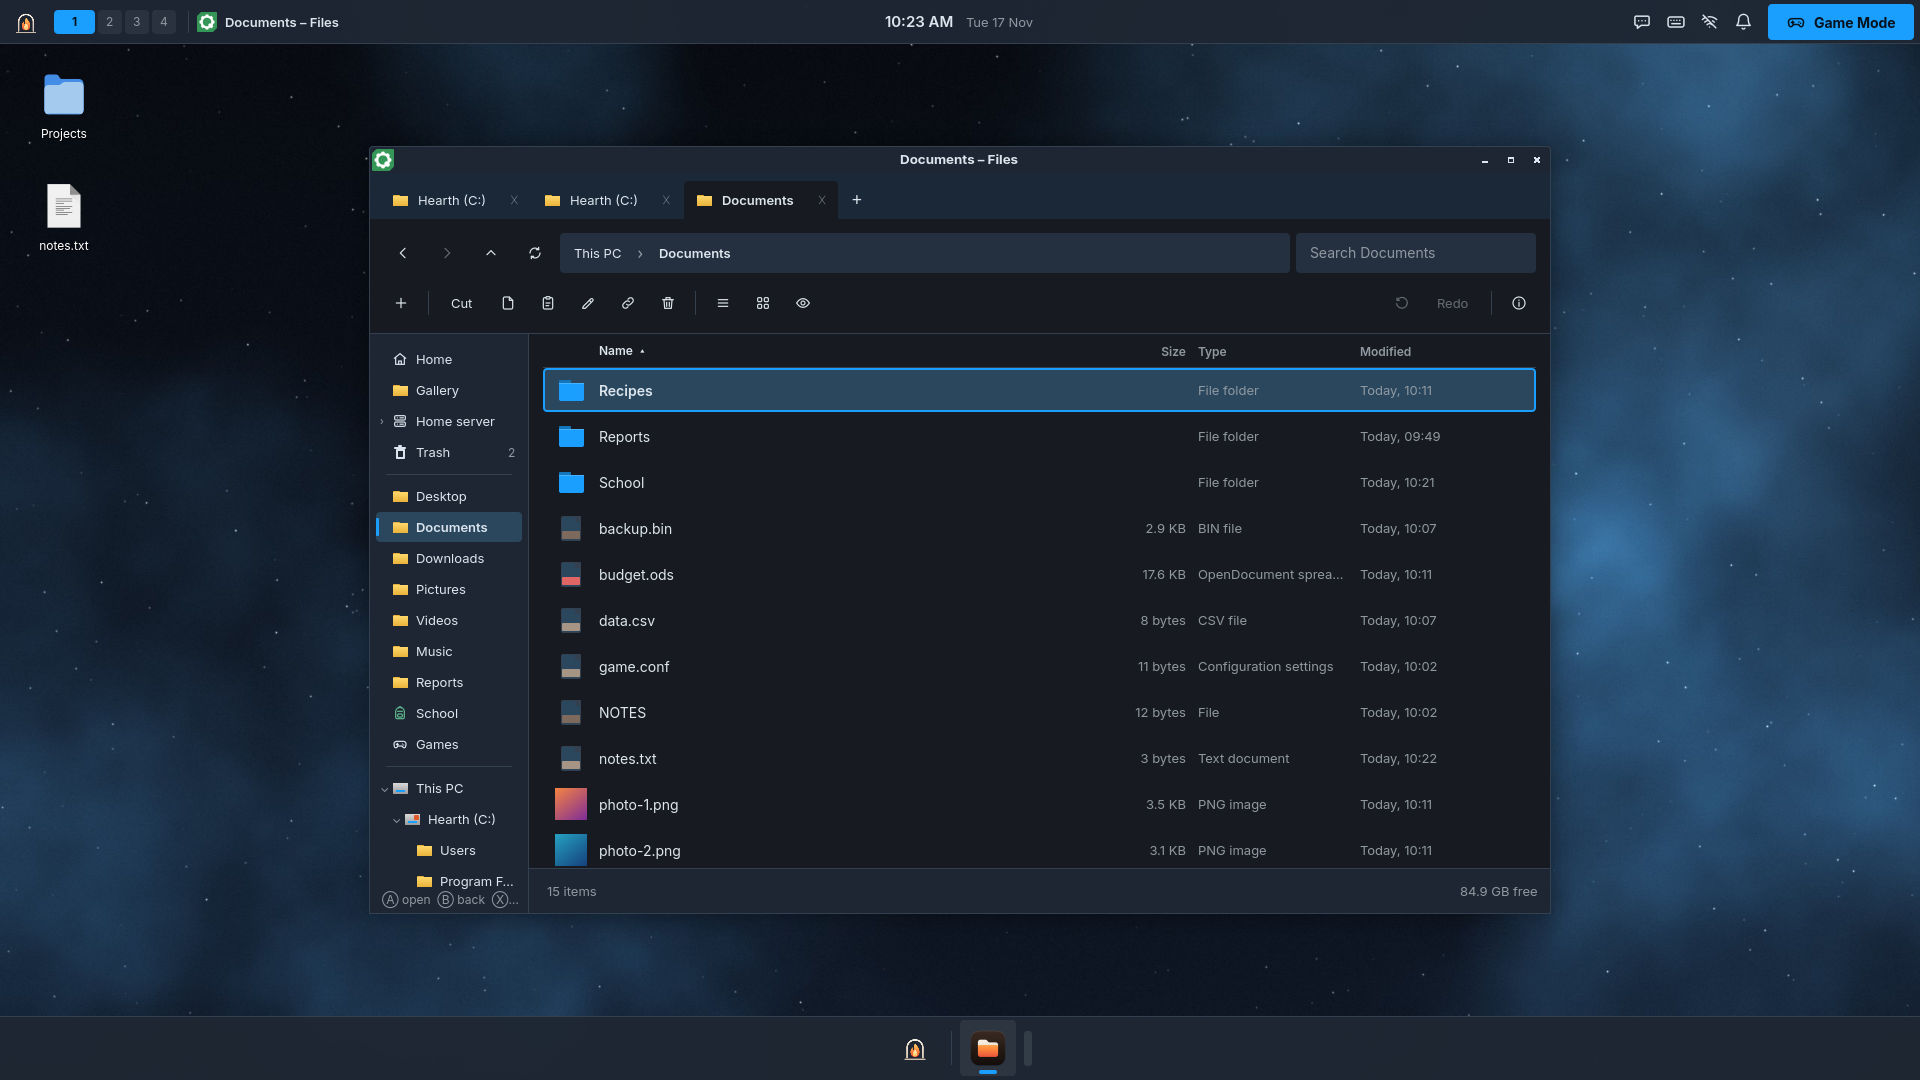 1 2 3 4 Documents – Files 10:23 AM Tue 17 Nov Game Mode
Projects
notes.txt
Documents – Files
Hearth (C:) X Hearth (C:) X Documents X +
This PC › Documents Search Documents
Cut Redo
Home
Gallery
Home server
Trash 2
Desktop
Documents
Downloads
Pictures
Videos
Music
Reports
School
Games
This PC
Hearth (C:)
Users
Program F...
A open B back X...
Name Size Type Modified
Recipes File folder Today, 10:11
Reports File folder Today, 09:49
School File folder Today, 10:21
backup.bin 2.9 KB BIN file Today, 10:07
budget.ods 17.6 KB OpenDocument sprea... Today, 10:11
data.csv 8 bytes CSV file Today, 10:07
game.conf 11 bytes Configuration settings Today, 10:02
NOTES 12 bytes File Today, 10:02
notes.txt 3 bytes Text document Today, 10:22
photo-1.png 3.5 KB PNG image Today, 10:11
photo-2.png 3.1 KB PNG image Today, 10:11
15 items 84.9 GB free